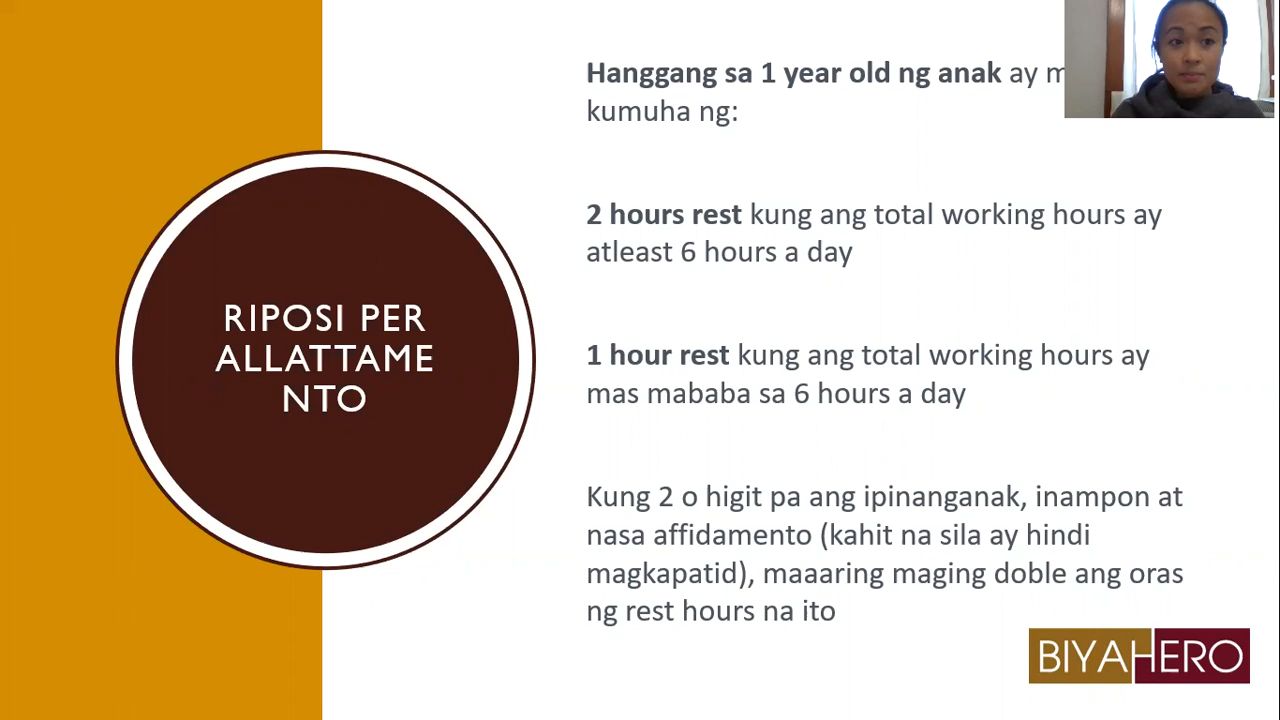 RIPOSI PER
ALLATTAME
NTO
Hanggang sa 1 year old ng anak ay
kumuha ng:
2 hours rest kung ang total working hours ay
atleast 6 hours a day
1 hour rest kung ang total working hours ay
mas mababa sa 6 hours a day
Kung 2 o higit pa ang ipinanganak, inampon at
nasa affidamento (kahit na sila ay hindi
magkapatid), maaaring maging doble ang oras
ng rest hours na ito
BIYAHERO